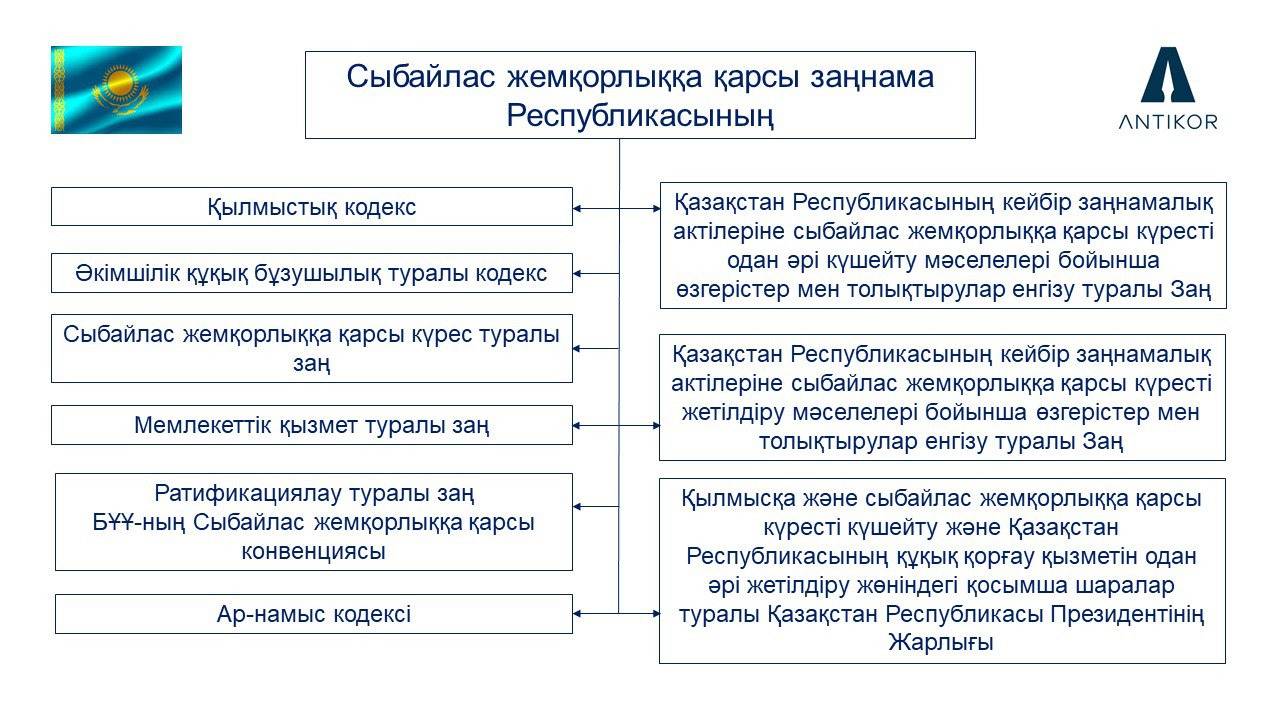 Сыбайлас жемқорлыққа қарсы заңнама
Республикасының
ANTIKOR
Қылмыстық кодекс
Әкімшілік құқық бұзушылық туралы кодекс
Сыбайлас жемқорлыққа қарсы күрес туралы
заң
Мемлекеттік қызмет туралы заң
Ратификациялау туралы заң
БҰҰ-ның Сыбайлас жемқорлыққа қарсы
конвенциясы
Ар-намыс кодексі
Қазақстан Республикасының кейбір заңнамалық
актілеріне сыбайлас жемқорлыққа қарсы күресті
одан әрі күшейту мәселелері бойынша
өзгерістер мен толықтырулар енгізу туралы Заң
Қазақстан Республикасының кейбір заңнамалық
актілеріне сыбайлас жемқорлыққа қарсы күресті
жетілдіру мәселелері бойынша өзгерістер мен
толықтырулар енгізу туралы Заң
Қылмысқа және сыбайлас жемқорлыққа қарсы
күресті күшейту және Қазақстан
Республикасының құқық қорғау қызметін одан
әрі жетілдіру жөніндегі қосымша шаралар
туралы Қазақстан Республикасы Президентінің
Жарлығы